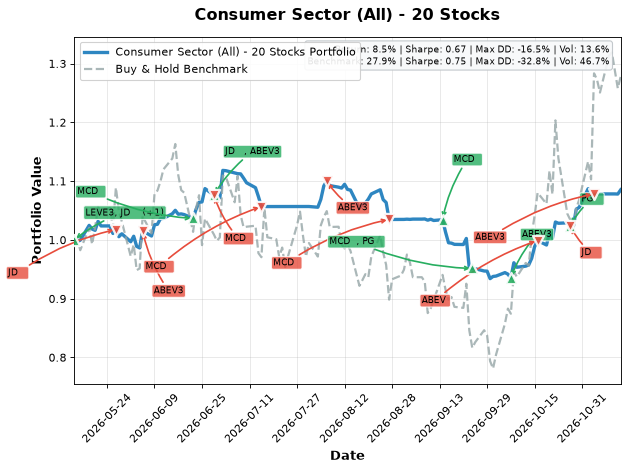 Consumer Sector (All) - 20 Stocks
Consumer Sector (All) - 20 Stocks Portfolio
Buy & Hold Benchmark
n: 8.5% | Sharpe: 0.67 | Max DD: -16.5% | Vol: 13.6%
Benchmark: 27.9% | Sharpe: 0.75 | Max DD: -32.8% | Vol: 46.7%
Portfolio Value
1.3
1.2
1.1
1.0
0.9
0.8
JD , ABEV3
MCD
MCD
LEVE3, JD (+1)
ABEV3
PG
MCD
MCD , PG
ABEV3
ABEV3
JD
MCD
MCD
JD
ABEV3
ABEV
2026-05-24
2026-06-09
2026-06-25
2026-07-11
2026-07-27
2026-08-12
2026-08-28
2026-09-13
2026-09-29
2026-10-15
2026-10-31
Date